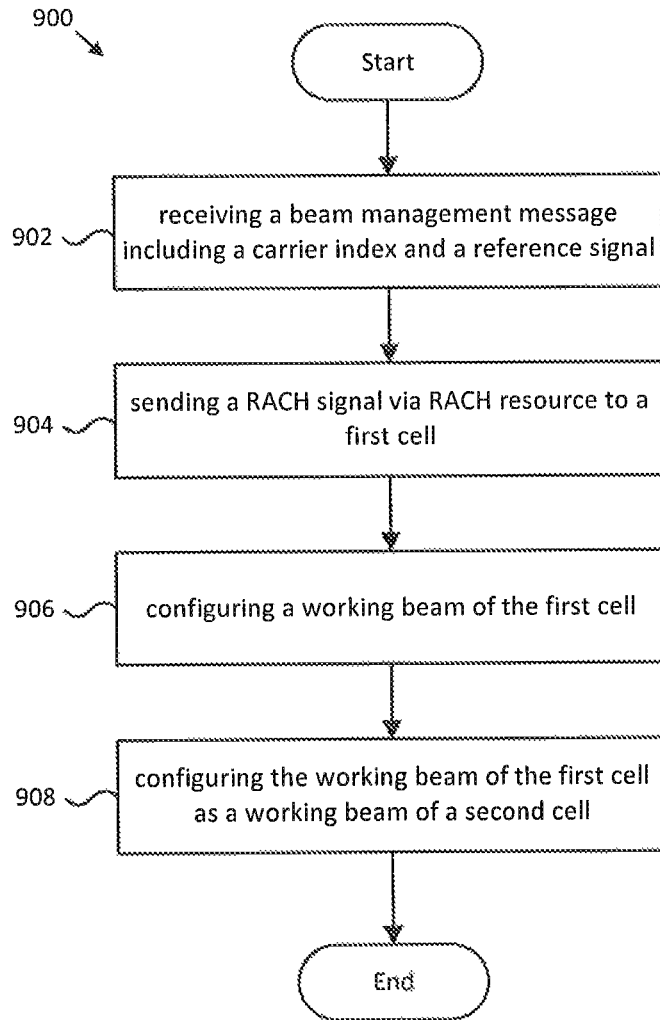 900
Start
902
receiving a beam management message
including a carrier index and a reference signal
904
sending a RACH signal via RACH resource to a
first cell
906
configuring a working beam of the first cell
908
configuring the working beam of the first cell
as a working beam of a second cell
End